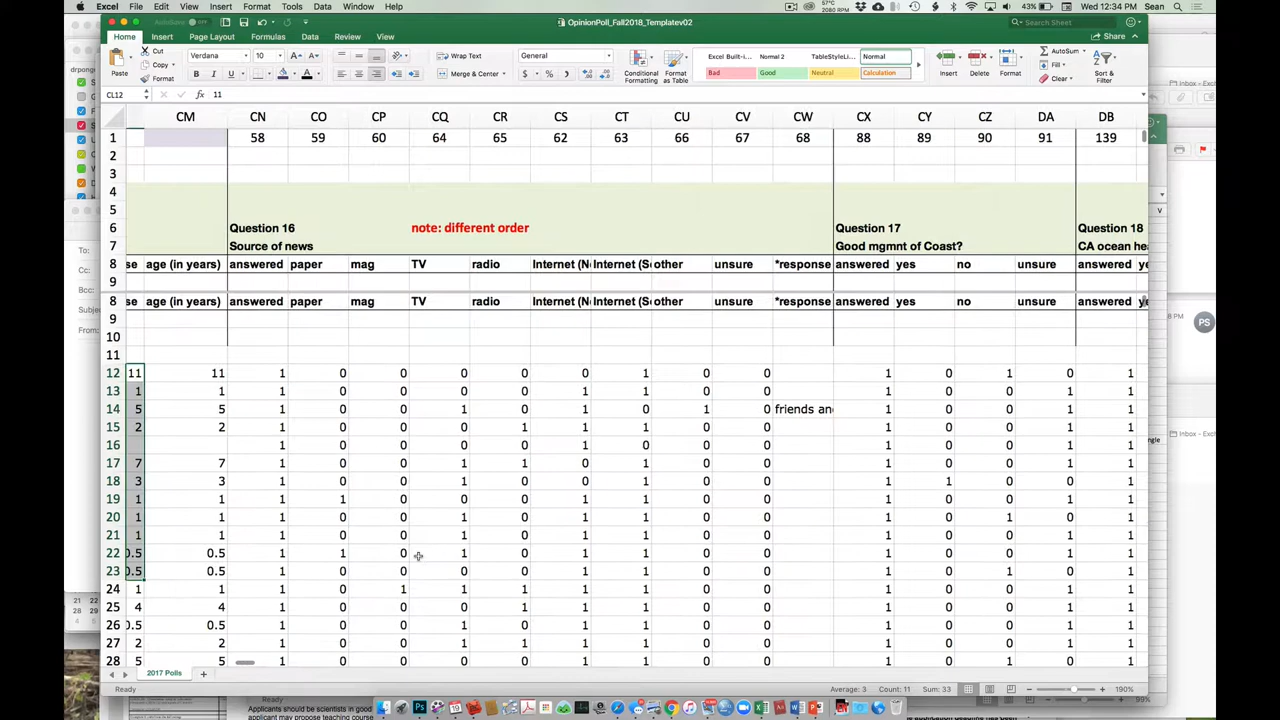 Excel File Edit View Insert Format Tools Data Window Help
57°C
Wed 12:34 PM Sean
AutoSave OFF
OpinionPoll_Fall2018_Templatev02
Search Sheet
Home Insert Page Layout Formulas Data Review View
Share
Paste Cut Copy Format
Verdana 10
Wrap Text
Merge & Center
General
Conditional Formatting
Format as Table
Excel Built-i... Normal 2 TableStyleLi... Normal
Bad Good Neutral Calculation
Insert Delete Format
AutoSum Fill Clear
Sort & Filter
CL12 fx 11
CM CN CO CP CQ CR CS CT CU CV CW CX CY CZ DA DB
1 58 59 60 64 65 62 63 66 67 68 88 89 90 91 139
2
3
4
5
6 Question 16 note: different order Question 17 Question 18
7 Source of news Good mgmnt of Coast? CA ocean hea
8 se age (in years) answered paper mag TV radio Internet (N Internet (S other unsure *response answered yes no unsure answered ye
9
8 se age (in years) answered paper mag TV radio Internet (N Internet (S other unsure *response answered yes no unsure answered ye
9
10
11
12 11 11 1 0 0 0 0 0 1 0 0 1 0 1 0 1
13 1 1 1 0 0 0 0 1 1 0 0 1 0 0 1 1
14 5 5 1 0 0 1 0 1 0 1 0 friends and 1 0 0 1 1
15 2 2 1 0 0 0 1 1 1 0 0 1 0 0 1 1
16 1 0 0 0 0 1 0 0 0 1 0 0 1 1
17 7 7 1 0 0 1 1 0 1 0 0 1 0 0 1 1
18 3 3 1 0 0 1 0 1 1 0 0 1 1 0 0 1
19 1 1 1 0 1 0 0 1 1 0 0 1 0 0 1 1
20 1 1 1 0 0 1 0 1 1 0 0 1 0 1 0 1
21 1 1 1 0 0 1 0 1 1 0 0 1 0 0 1 1
22 0.5 0.5 1 1 0 1 0 1 1 0 0 1 0 0 1 1
23 0.5 0.5 1 0 0 1 0 1 1 0 0 1 0 1 0 1
24 1 1 1 0 1 1 1 1 1 0 0 1 0 0 1 1
25 4 4 1 0 0 0 0 1 1 0 0 1 0 0 1 1
26 0.5 0.5 1 0 0 1 0 1 1 0 0 1 0 0 1 1
27 2 2 1 0 0 1 1 1 1 0 0 1 0 0 1 1
28 5 5 1 0 0 0 0 1 1 0 0 1 0 1 0 1
2017 Polls
Ready Average: 3 Count: 11 Sum: 33 190%
To:
Cc:
Bcc:
Subje
From:
Inbox – Exc
8 PM
PS
Inbox – Exc
21 22
28 29
4 5
Ready
99%
Applicants should be scientists in good
applicant may propose teaching course